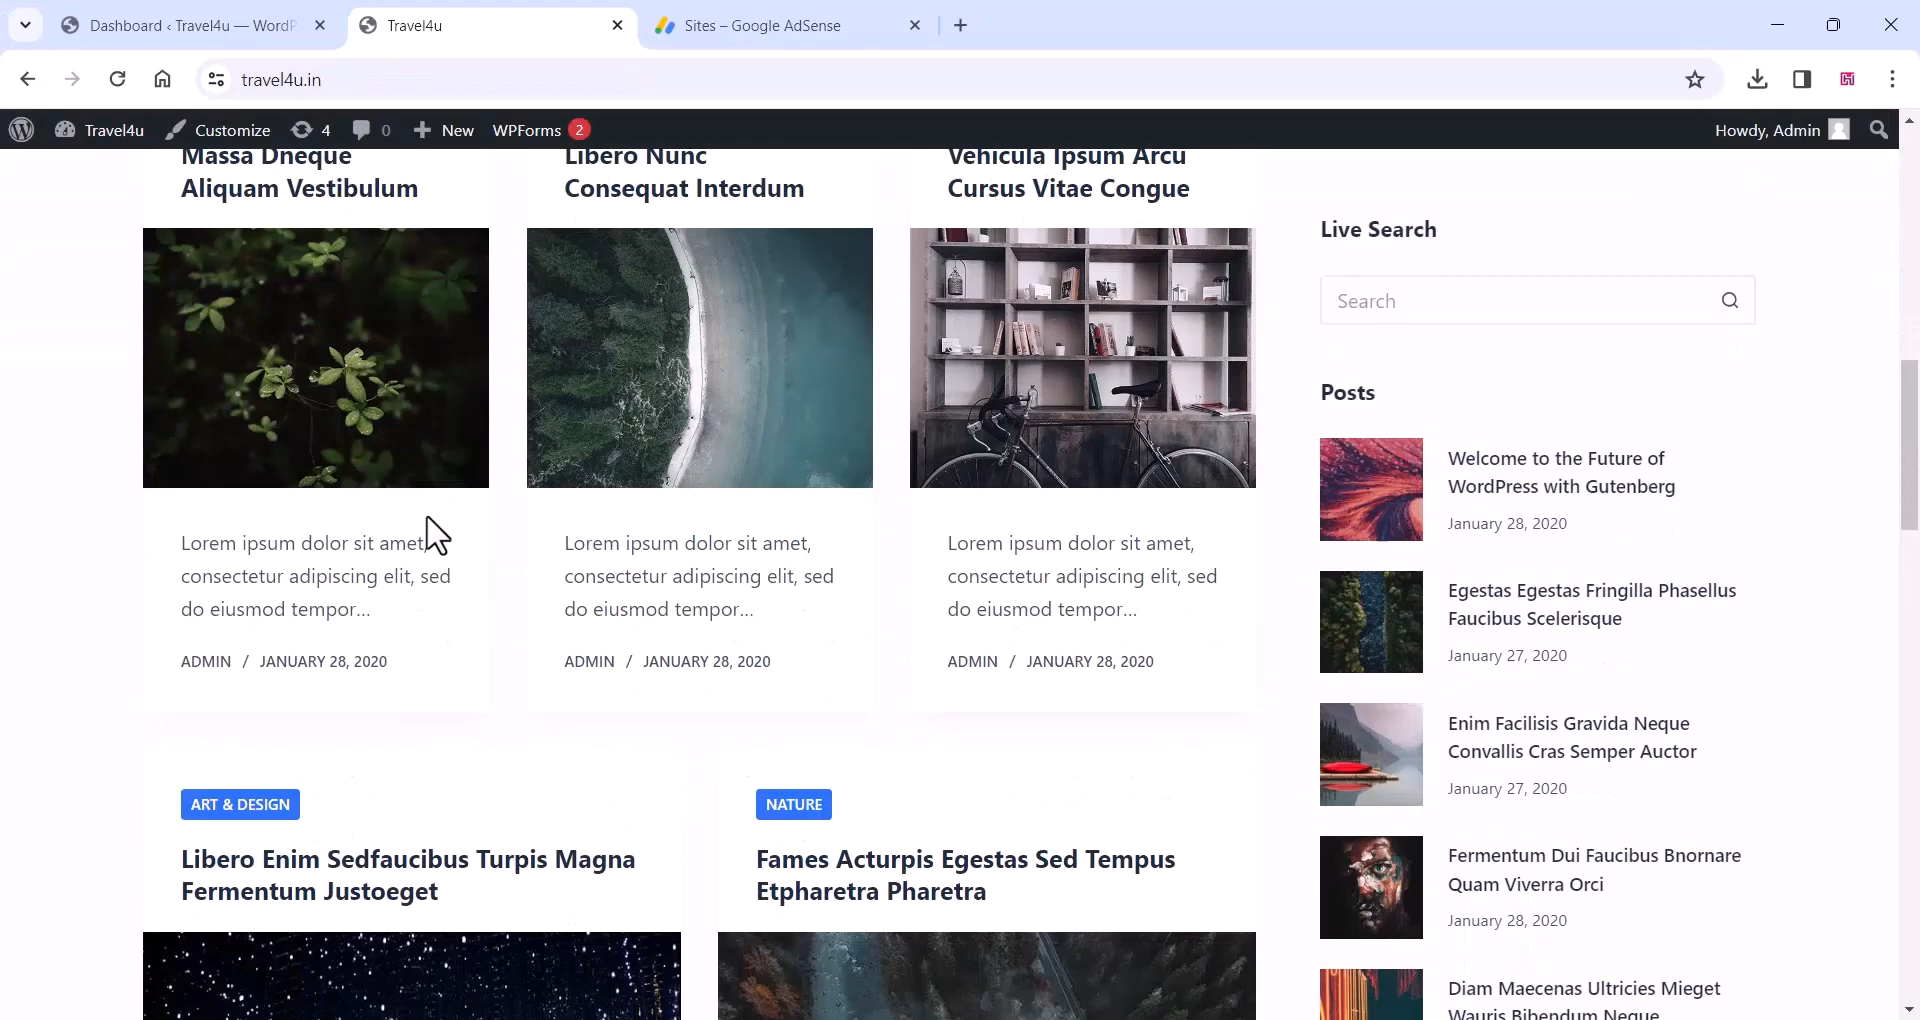 Dashboard ‹ Travel4u — WordP
Travel4u
Sites – Google AdSense
travel4u.in
Travel4u
Customize
4
0
New
WPForms 2
Howdy, Admin
Massa Dneque
Aliquam Vestibulum
Libero Nunc
Consequat Interdum
Vehicula Ipsum Arcu
Cursus Vitae Congue
Lorem ipsum dolor sit amet,
consectetur adipiscing elit, sed
do eiusmod tempor…
ADMIN / JANUARY 28, 2020
Lorem ipsum dolor sit amet,
consectetur adipiscing elit, sed
do eiusmod tempor…
ADMIN / JANUARY 28, 2020
Lorem ipsum dolor sit amet,
consectetur adipiscing elit, sed
do eiusmod tempor…
ADMIN / JANUARY 28, 2020
ART & DESIGN
Libero Enim Sedfaucibus Turpis Magna
Fermentum Justoeget
NATURE
Fames Acturpis Egestas Sed Tempus
Etpharetra Pharetra
Live Search
Search
Posts
Welcome to the Future of
WordPress with Gutenberg
January 28, 2020
Egestas Egestas Fringilla Phasellus
Faucibus Scelerisque
January 27, 2020
Enim Facilisis Gravida Neque
Convallis Cras Semper Auctor
January 27, 2020
Fermentum Dui Faucibus Bnornare
Quam Viverra Orci
January 28, 2020
Diam Maecenas Ultricies Mieget
Wauris Bibendum Neque